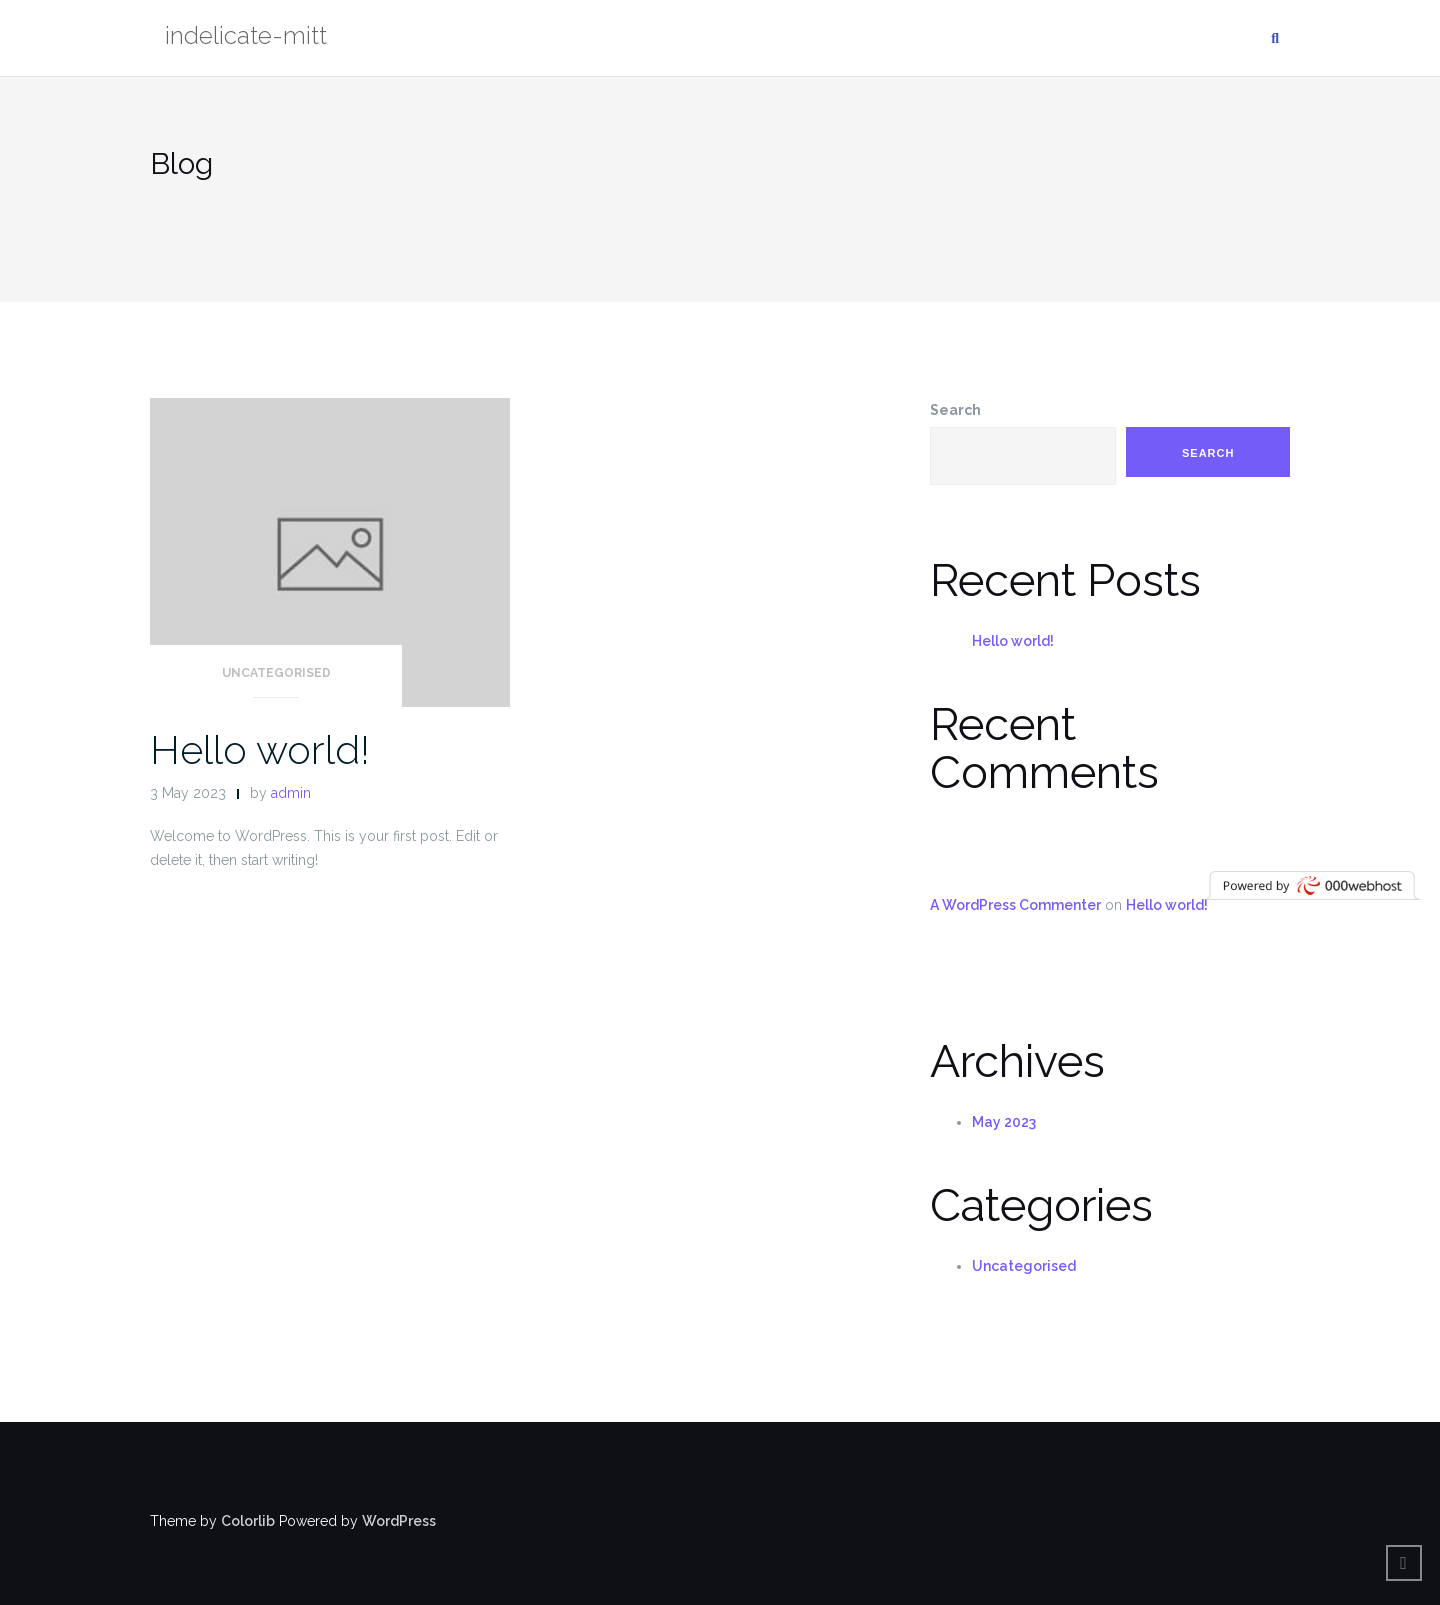 indelicate-mitt
Blog
UNCATEGORISED
Hello world!
3 May 2023 by admin
Welcome to WordPress. This is your first post. Edit or
delete it, then start writing!
Search
SEARCH
Recent Posts
Hello world!
Recent
Comments
A WordPress Commenter on Hello world!
Powered by 000webhost
Archives
May 2023
Categories
Uncategorised
Theme by Colorlib Powered by WordPress